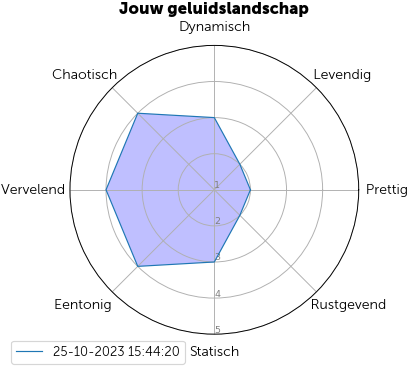 Jouw geluidslandschap
Dynamisch
Chaotisch
Levendig
Vervelend
1
Prettig
2
3
4
Eentonig
Rustgevend
5
25-10-2023 15:44:20
Statisch